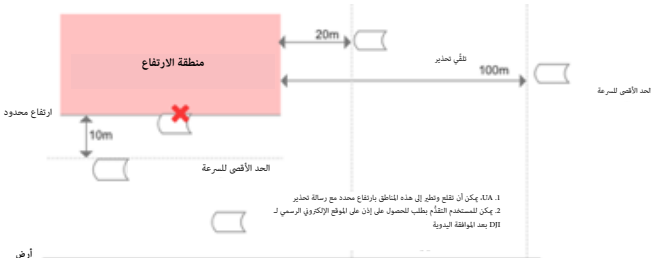 20m
منطقة الارتفاع
تلقّي تحذير
100m
الحد الأقصى للسرعة
ارتفاع محدود
10m
الحد الأقصى للسرعة
1. UA، يمكن أن تقلع وتطير إلى هذه المناطق بارتفاع محدد مع رسالة تحذير
2. يمكن للمستخدم التقدُّم بطلب للحصول على إذن على الموقع الإلكتروني الرسمي لـ
DJI بعد الموافقة اليدوية
أرض